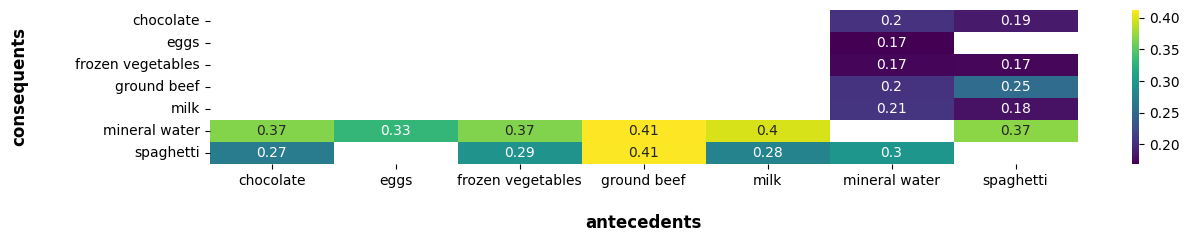 consequents
chocolate 0.2 0.19 0.40
eggs 0.17
frozen vegetables 0.17 0.17 0.35
ground beef 0.2 0.25 0.30
milk 0.21 0.18 0.25
mineral water 0.37 0.33 0.37 0.41 0.4 0.37
spaghetti 0.27 0.29 0.41 0.28 0.3 0.20
chocolate eggs frozen vegetables ground beef milk mineral water spaghetti
antecedents